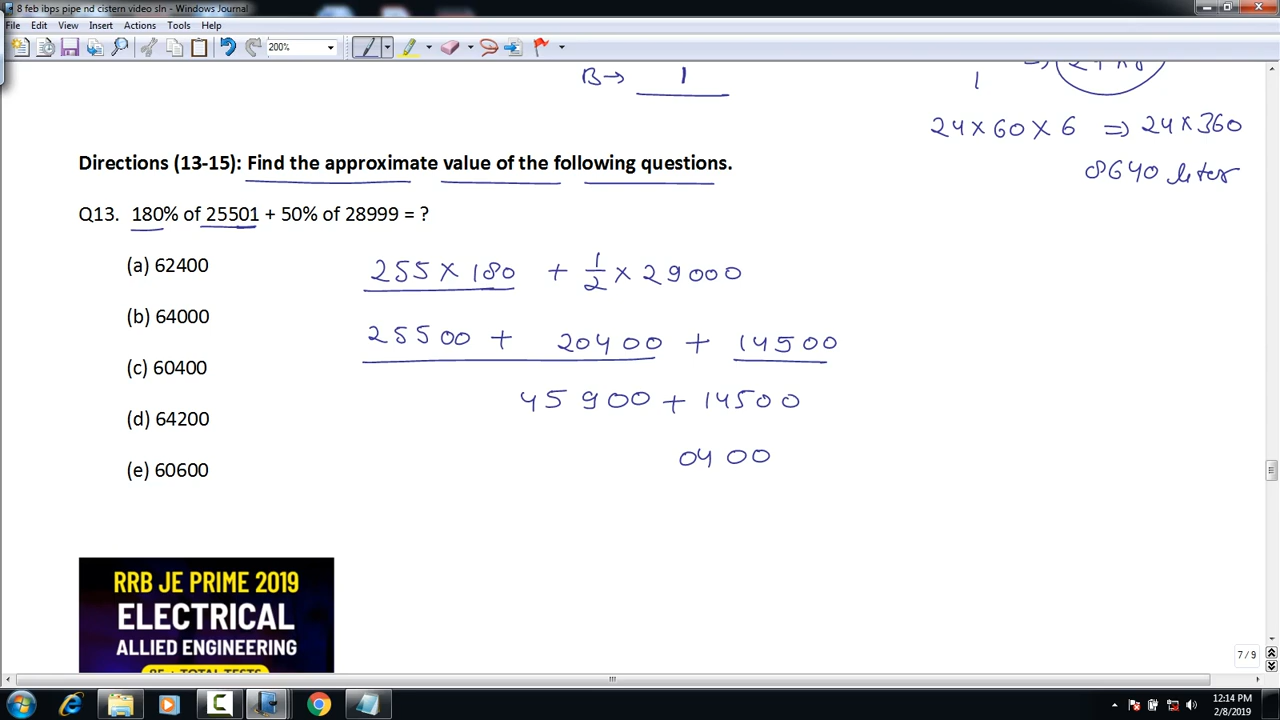 8 feb ibps pipe nd cistern video sln - Windows Journal
File Edit View Insert Actions Tools Help
200%
B→ 1
1
24×60×6 ⇒ 24×360
8640 liter
Directions (13-15): Find the approximate value of the following questions.
Q13. 180% of 25501 + 50% of 28999 = ?
(a) 62400
255×180 + 1/2 × 29000
(b) 64000
25500 + 20400 + 14500
(c) 60400
45900 + 14500
(d) 64200
0400
(e) 60600
RRB JE PRIME 2019
ELECTRICAL
ALLIED ENGINEERING
TOTAL TESTS
7 / 9
12:14 PM
2/8/2019